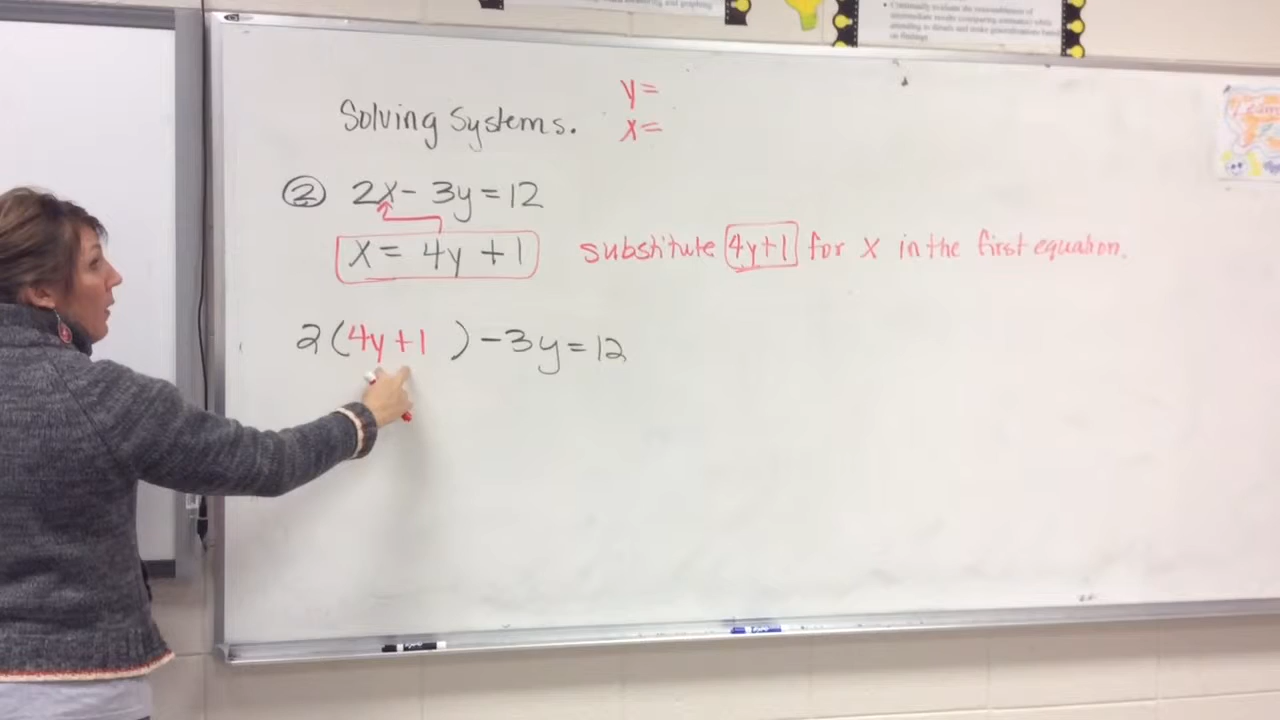 y=
Solving Systems.
x=
② 2x - 3y = 12
x = 4y + 1 substitute 4y+1 for x in the first equation.
2(4y+1 ) - 3y = 12